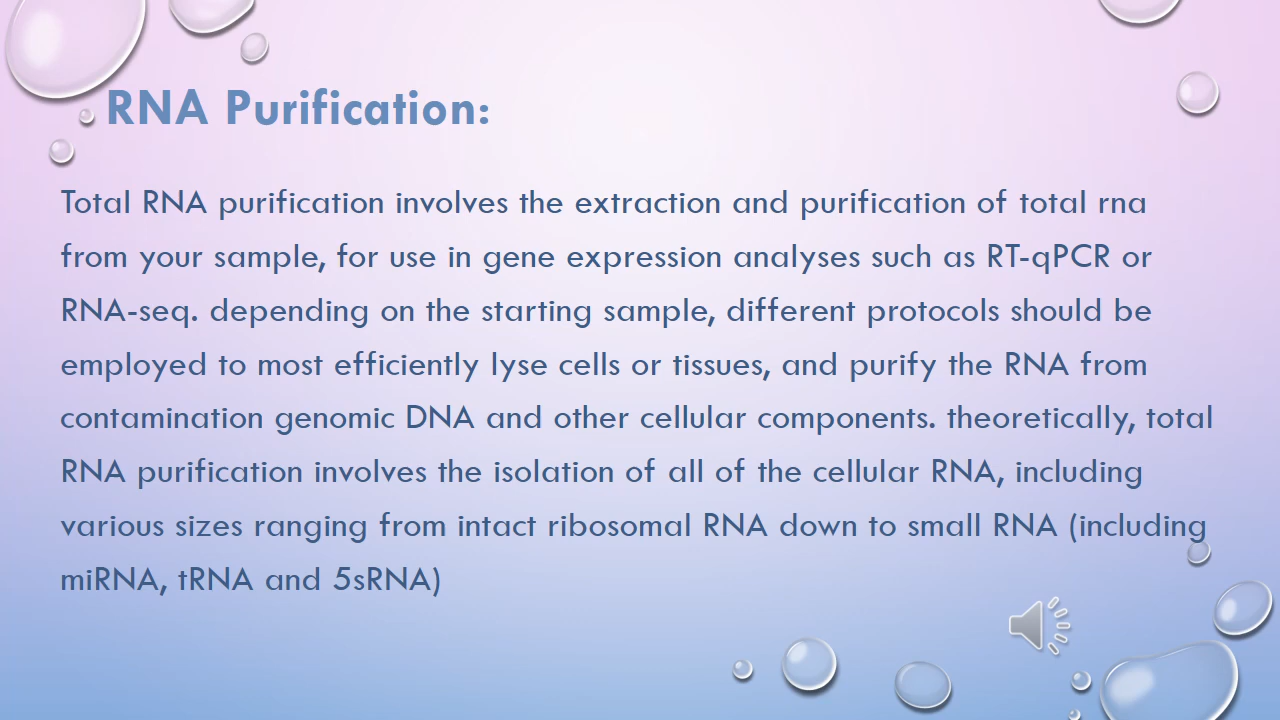 RNA Purification:
Total RNA purification involves the extraction and purification of total rna
from your sample, for use in gene expression analyses such as RT-qPCR or
RNA-seq. depending on the starting sample, different protocols should be
employed to most efficiently lyse cells or tissues, and purify the RNA from
contamination genomic DNA and other cellular components. theoretically, total
RNA purification involves the isolation of all of the cellular RNA, including
various sizes ranging from intact ribosomal RNA down to small RNA (including
miRNA, tRNA and 5sRNA)